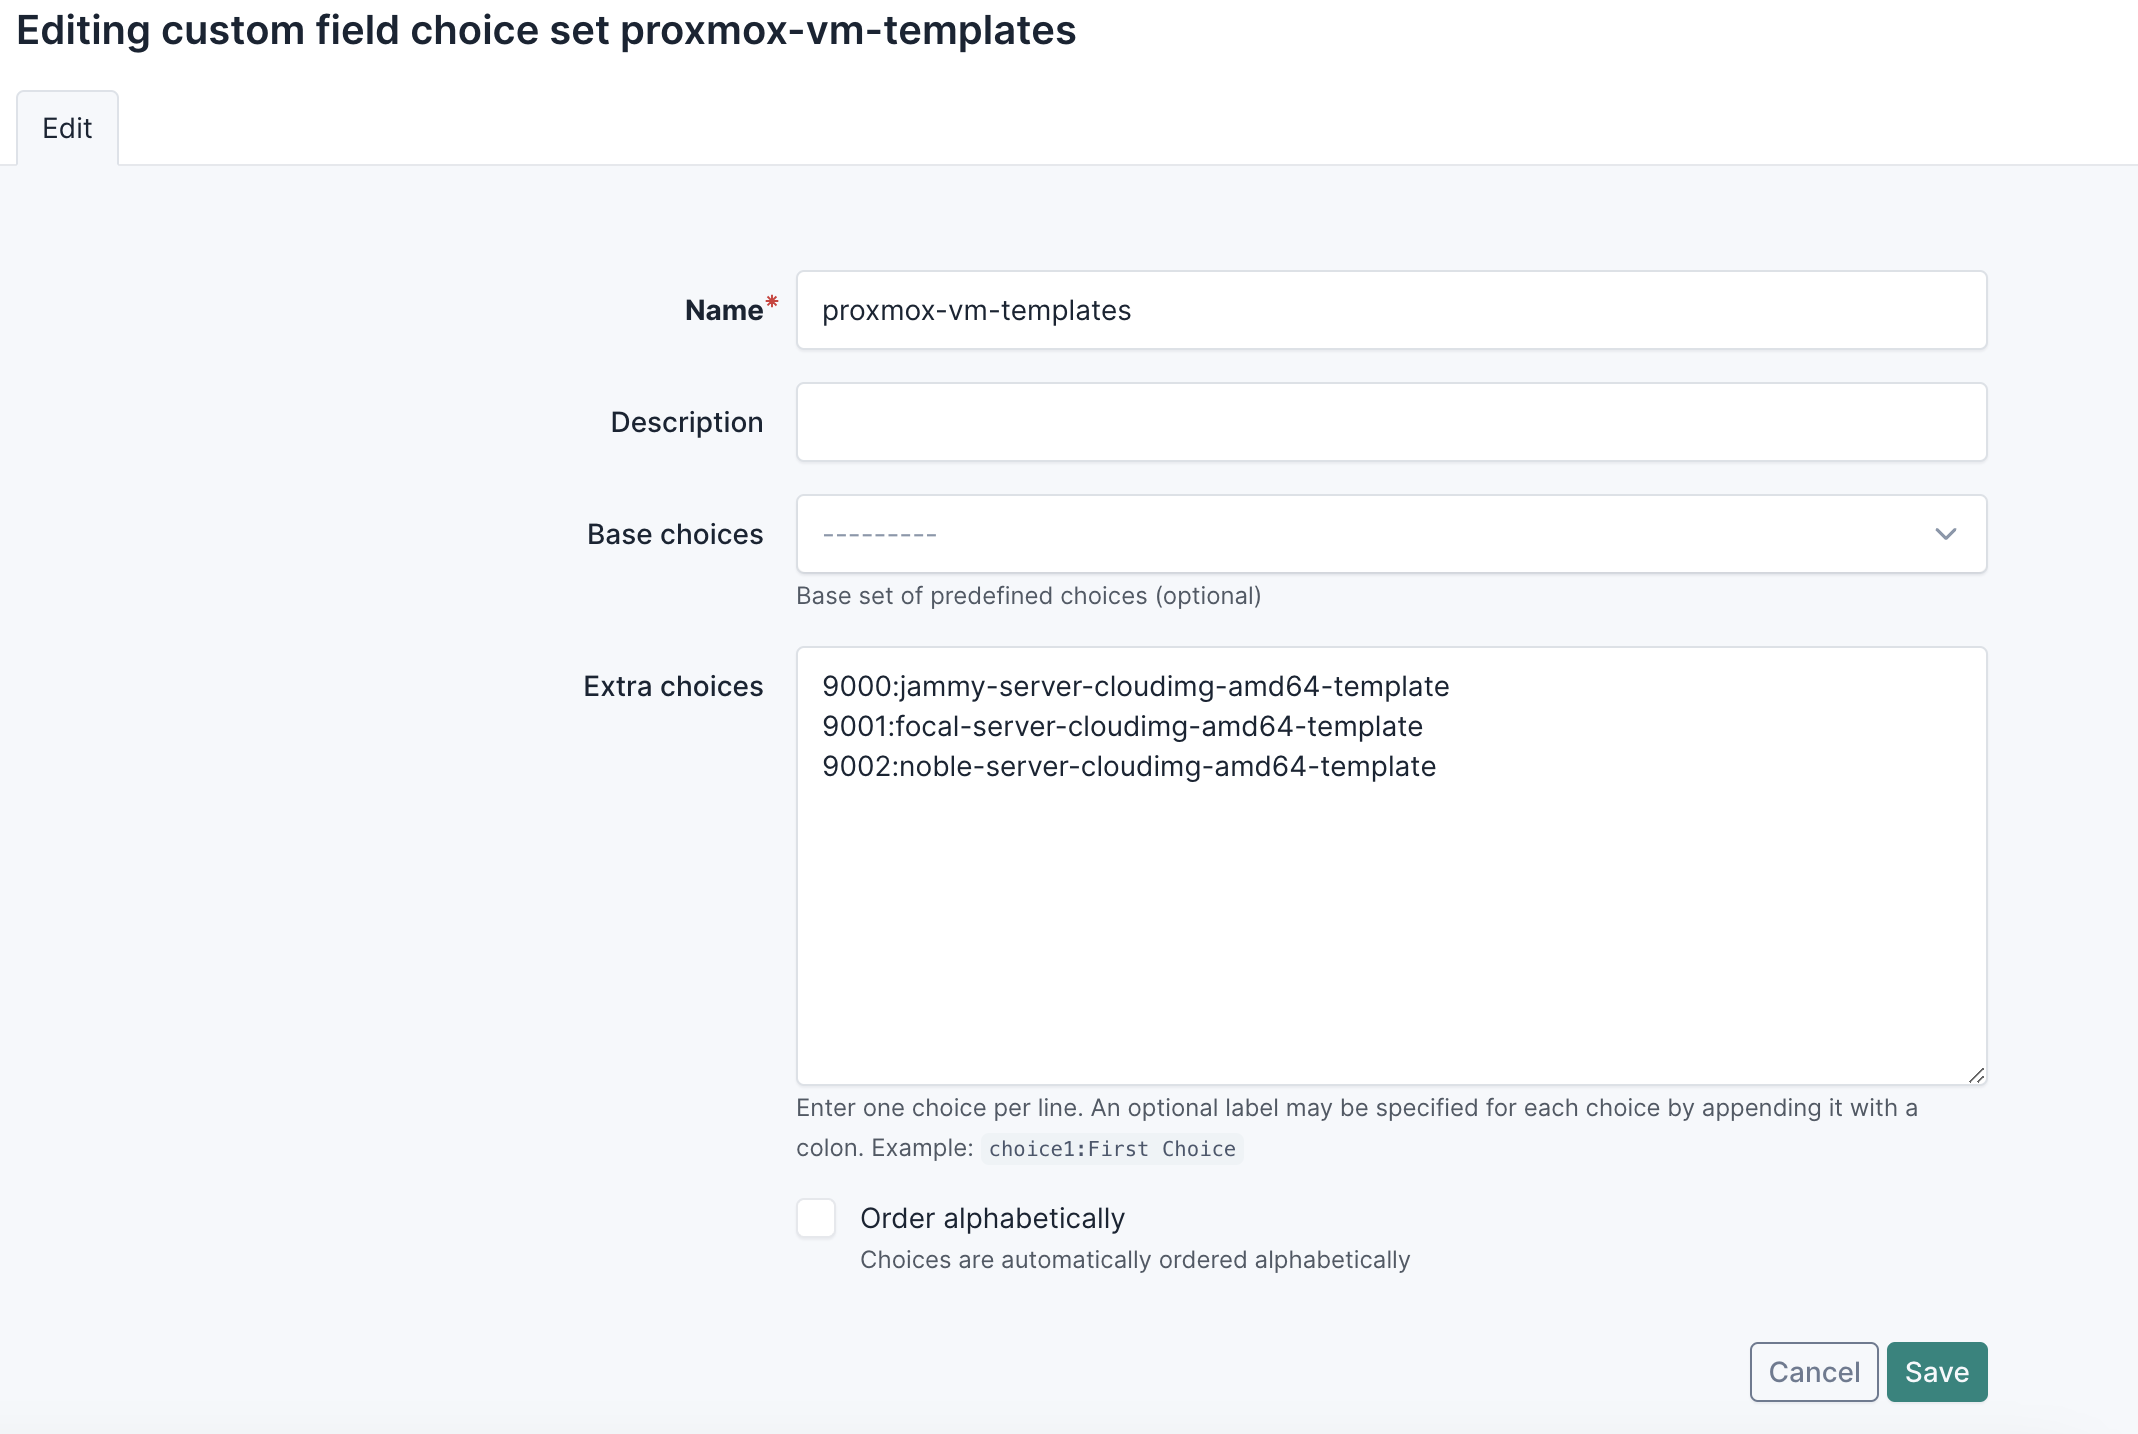 Editing custom field choice set proxmox-vm-templates
Edit
Name*
proxmox-vm-templates
Description
Base choices
---------
Base set of predefined choices (optional)
Extra choices
9000:jammy-server-cloudimg-amd64-template
9001:focal-server-cloudimg-amd64-template
9002:noble-server-cloudimg-amd64-template
Enter one choice per line. An optional label may be specified for each choice by appending it with a
colon. Example: choice1:First Choice
Order alphabetically
Choices are automatically ordered alphabetically
Cancel
Save